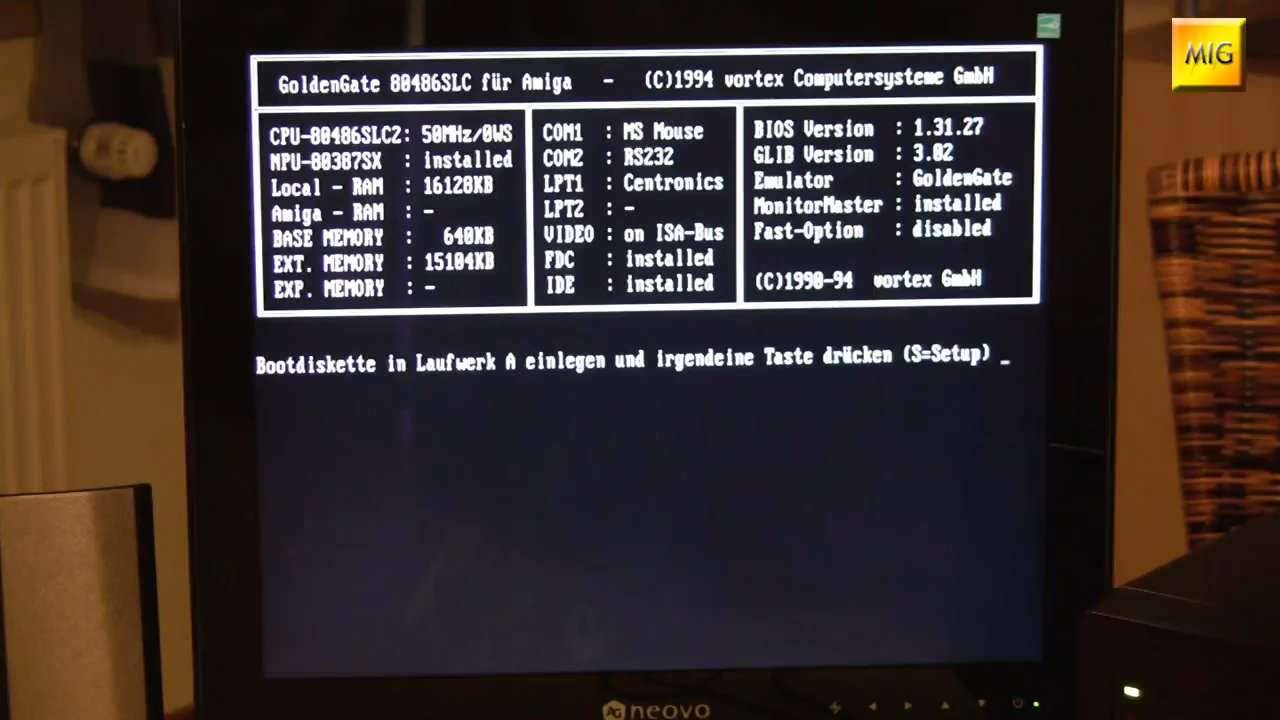 MIG
GoldenGate 80486SLC für Amiga - (C)1994 vortex Computersysteme GmbH
CPU-80486SLC2: 50MHz/0WS
NPU-80387SX : installed
Local - RAM : 16128KB
Amiga - RAM : -
BASE MEMORY : 640KB
EXT. MEMORY : 15104KB
EXP. MEMORY : -
COM1 : MS Mouse
COM2 : RS232
LPT1 : Centronics
LPT2 : -
VIDEO : on ISA-Bus
FDC : installed
IDE : installed
BIOS Version : 1.31.27
GLIB Version : 3.02
Emulator : GoldenGate
MonitorMaster : installed
Fast-Option : disabled
(C)1990-94 vortex GmbH
Bootdiskette in Laufwerk A einlegen und irgendeine Taste drücken (S=Setup) _
AG neovo